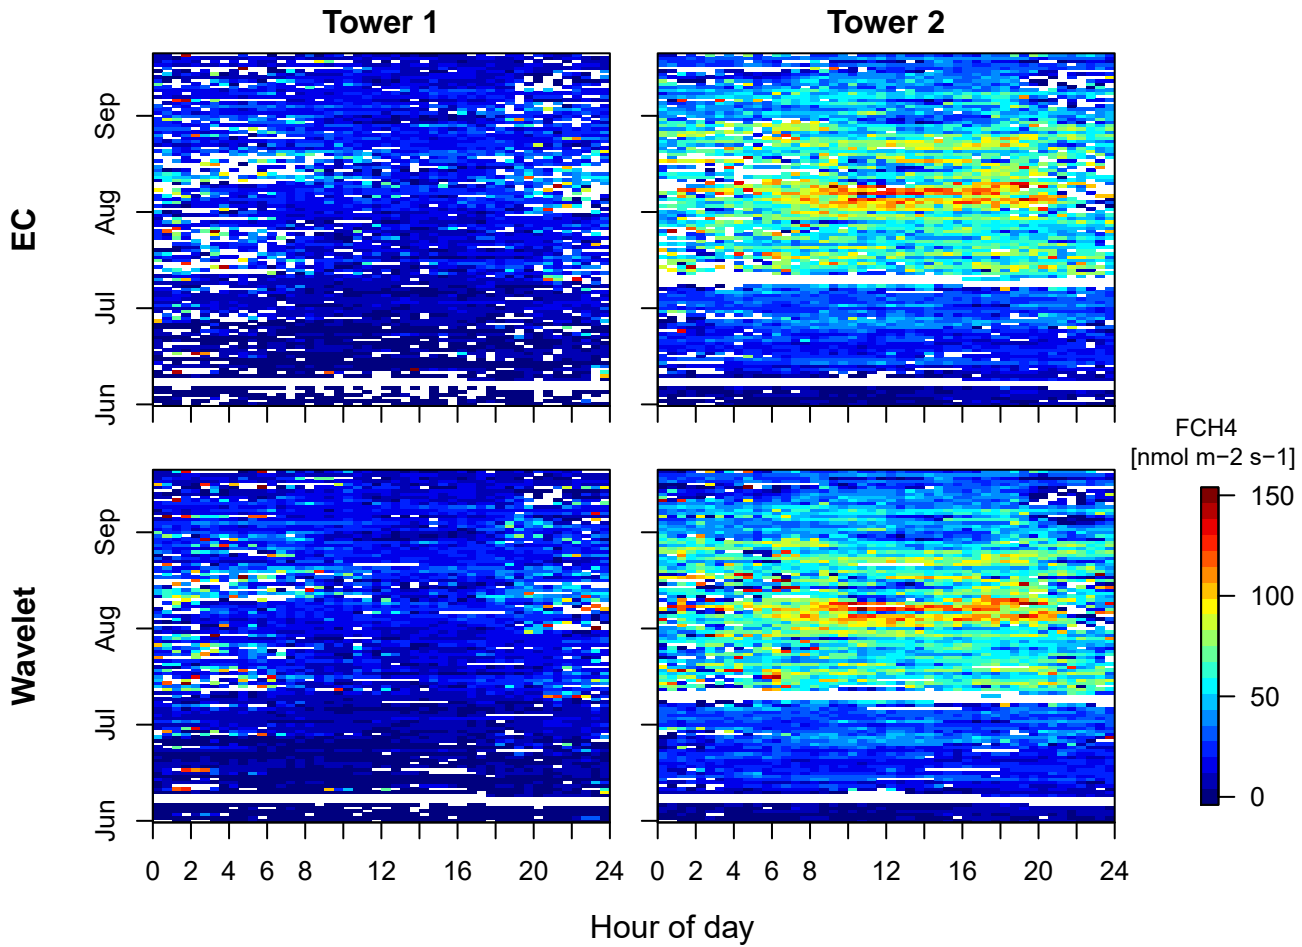 Tower 1
Tower 2
EC
Sep
Aug
Jul
Jun
FCH4
[nmol m−2 s−1]
150
100
50
0
Wavelet
Sep
Aug
Jul
Jun
0 2 4 6 8 12 16 20 24
0 2 4 6 8 12 16 20 24
Hour of day